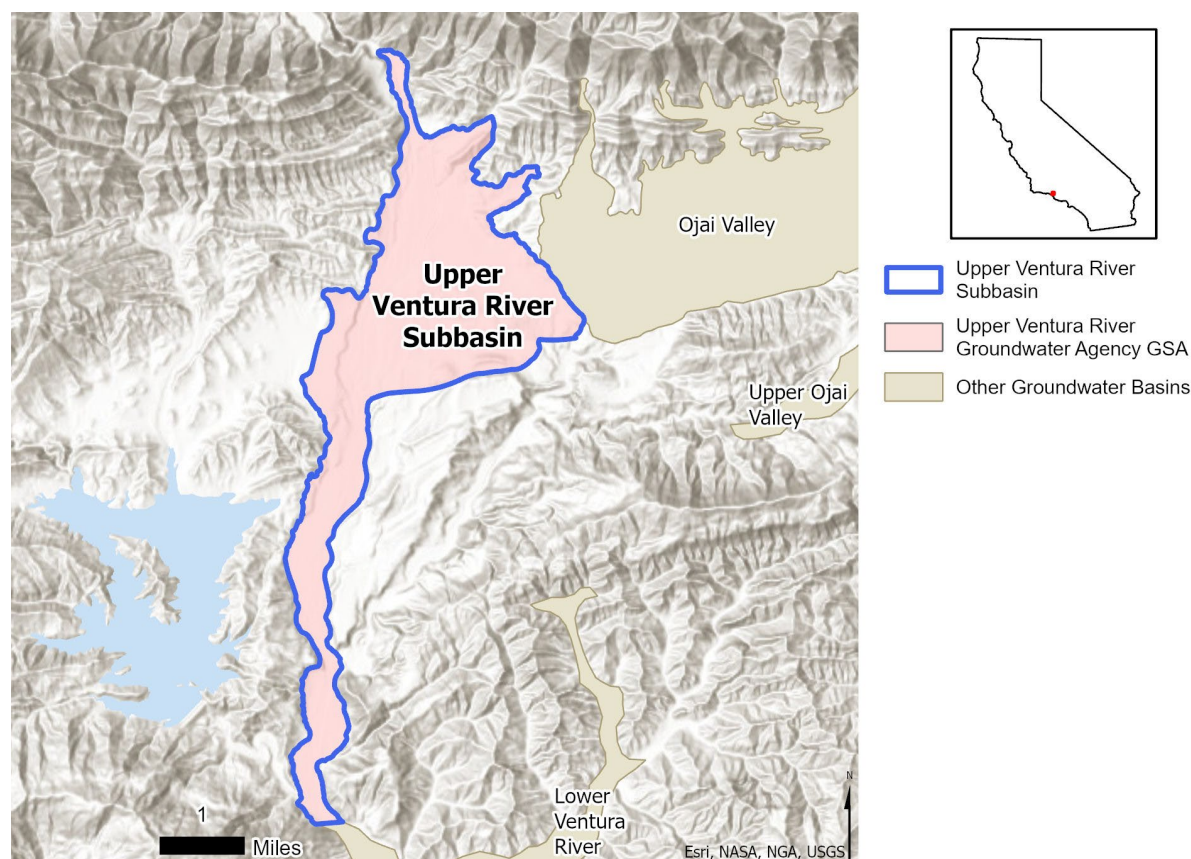 Ojai Valley
Upper
Ventura River
Subbasin
Upper Ojai
Valley
Lower
Ventura
River
1
Miles
N
Esri, NASA, NGA, USGS
Upper Ventura River
Subbasin
Upper Ventura River
Groundwater Agency GSA
Other Groundwater Basins